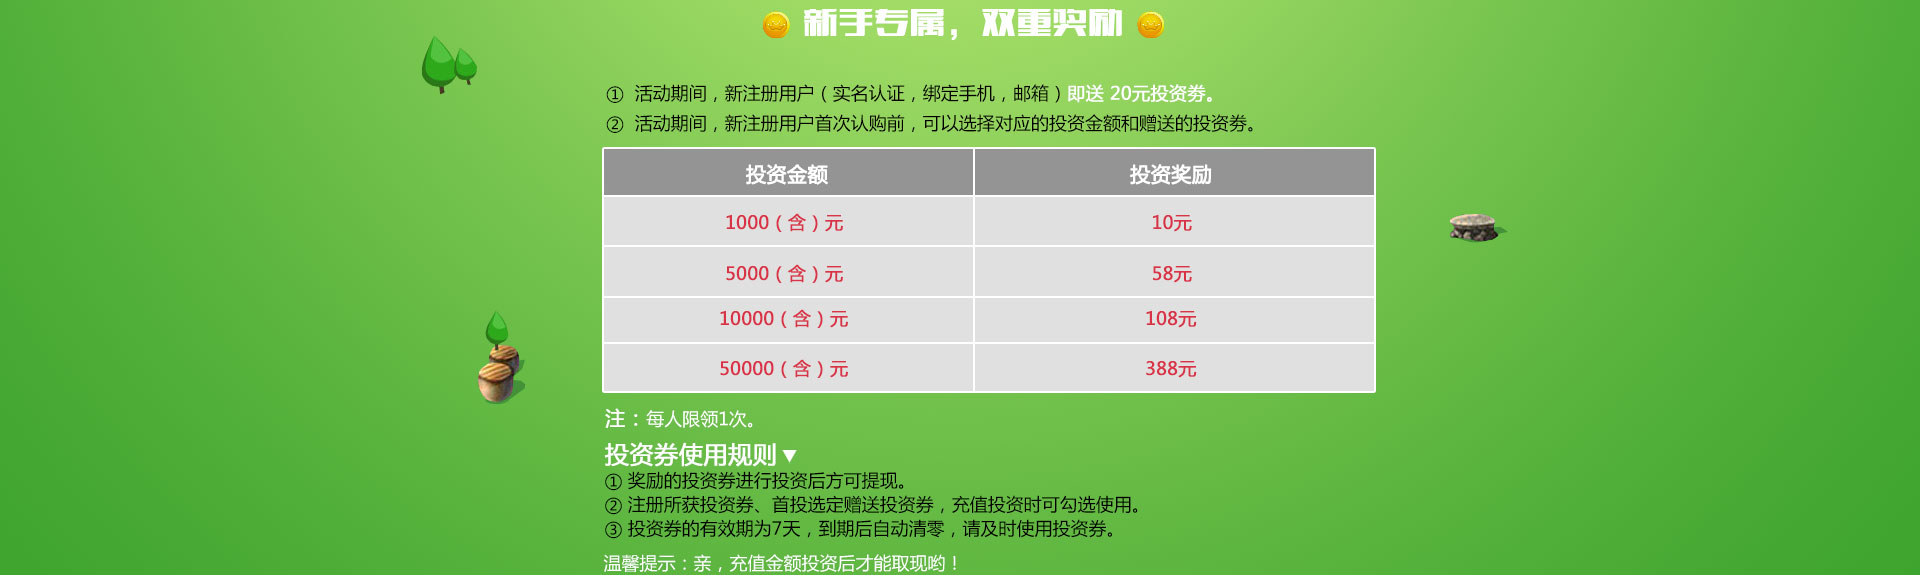 新手专属，双重奖励
① 活动期间，新注册用户（实名认证，绑定手机，邮箱）即送 20元投资券。
② 活动期间，新注册用户首次认购前，可以选择对应的投资金额和赠送的投资券。
投资金额 投资奖励
1000（含）元 10元
5000（含）元 58元
10000（含）元 108元
50000（含）元 388元
注：每人限领1次。
投资券使用规则▼
① 奖励的投资券进行投资后方可提现。
② 注册所获投资券、首投选定赠送投资券，充值投资时可勾选使用。
③ 投资券的有效期为7天，到期后自动清零，请及时使用投资券。
温馨提示：亲，充值金额投资后才能取现哟！